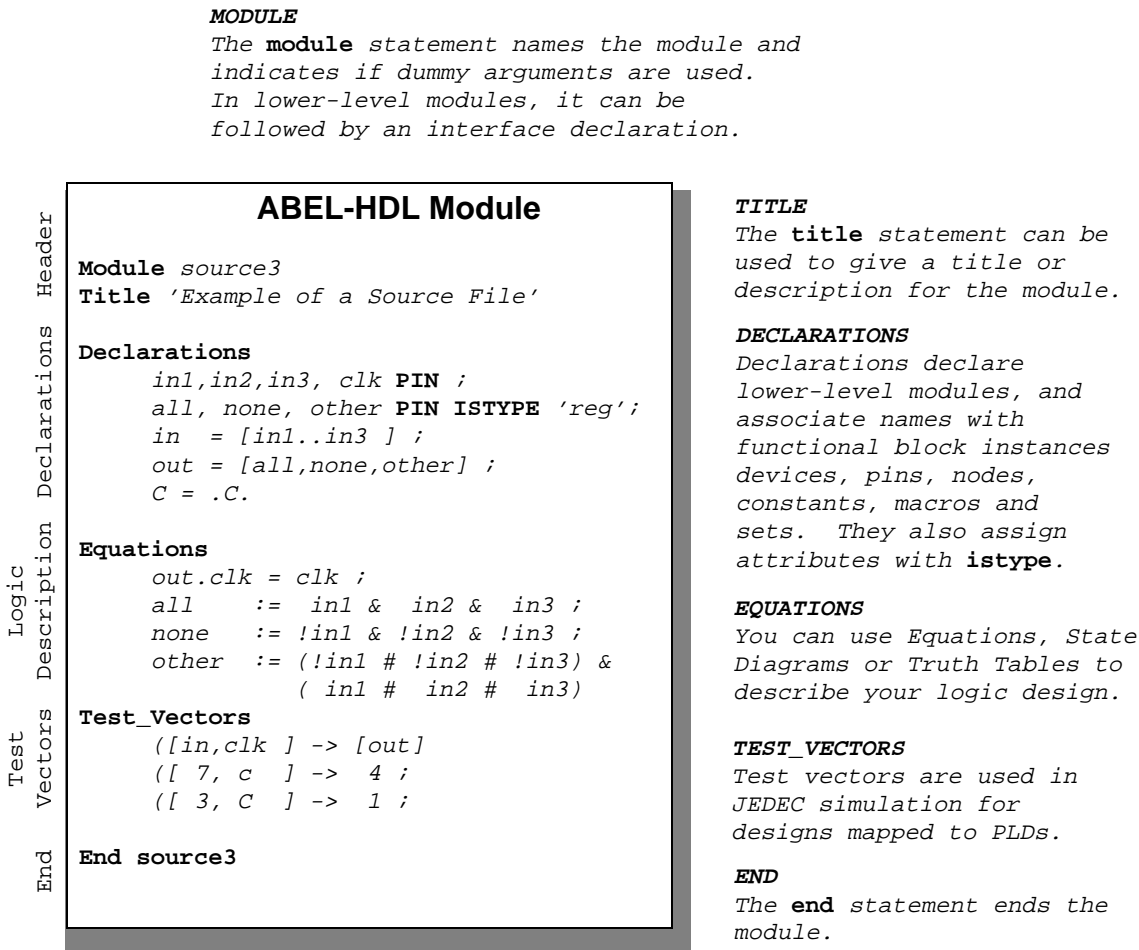 MODULE
The module statement names the module and
indicates if dummy arguments are used.
In lower-level modules, it can be
followed by an interface declaration.
ABEL-HDL Module
Header
Module source3
Title 'Example of a Source File'
Declarations
Declarations
in1,in2,in3, clk PIN ;
all, none, other PIN ISTYPE 'reg';
in = [in1..in3 ] ;
out = [all,none,other] ;
C = .C.
Logic
Description
Equations
out.clk = clk ;
all := in1 & in2 & in3 ;
none := !in1 & !in2 & !in3 ;
other := (!in1 # !in2 # !in3) &
( in1 # in2 # in3)
Test
Vectors
Test_Vectors
([in,clk ] -> [out]
([ 7, c ] -> 4 ;
([ 3, C ] -> 1 ;
End
End source3
TITLE
The title statement can be
used to give a title or
description for the module.
DECLARATIONS
Declarations declare
lower-level modules, and
associate names with
functional block instances
devices, pins, nodes,
constants, macros and
sets. They also assign
attributes with istype.
EQUATIONS
You can use Equations, State
Diagrams or Truth Tables to
describe your logic design.
TEST_VECTORS
Test vectors are used in
JEDEC simulation for
designs mapped to PLDs.
END
The end statement ends the
module.